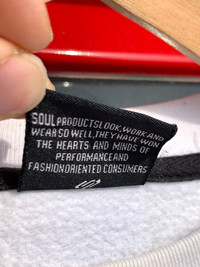 SOUL PRODUCTS LOOK, WORK AND
WEAR SO WELL, THEY HAVE WON
THE HEARTS AND MINDS OF
PERFORMANCE AND
FASHION ORIENTED CONSUMERS